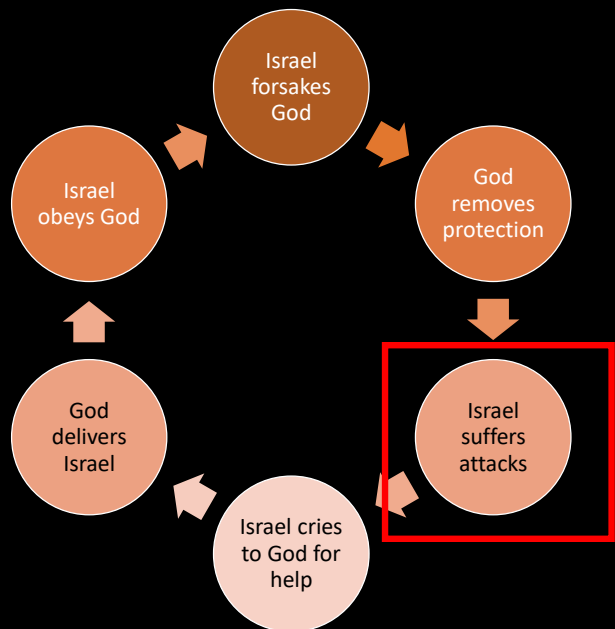 Israel
forsakes
God
God
removes
protection
Israel
suffers
attacks
Israel cries
to God for
help
God
delivers
Israel
Israel
obeys God